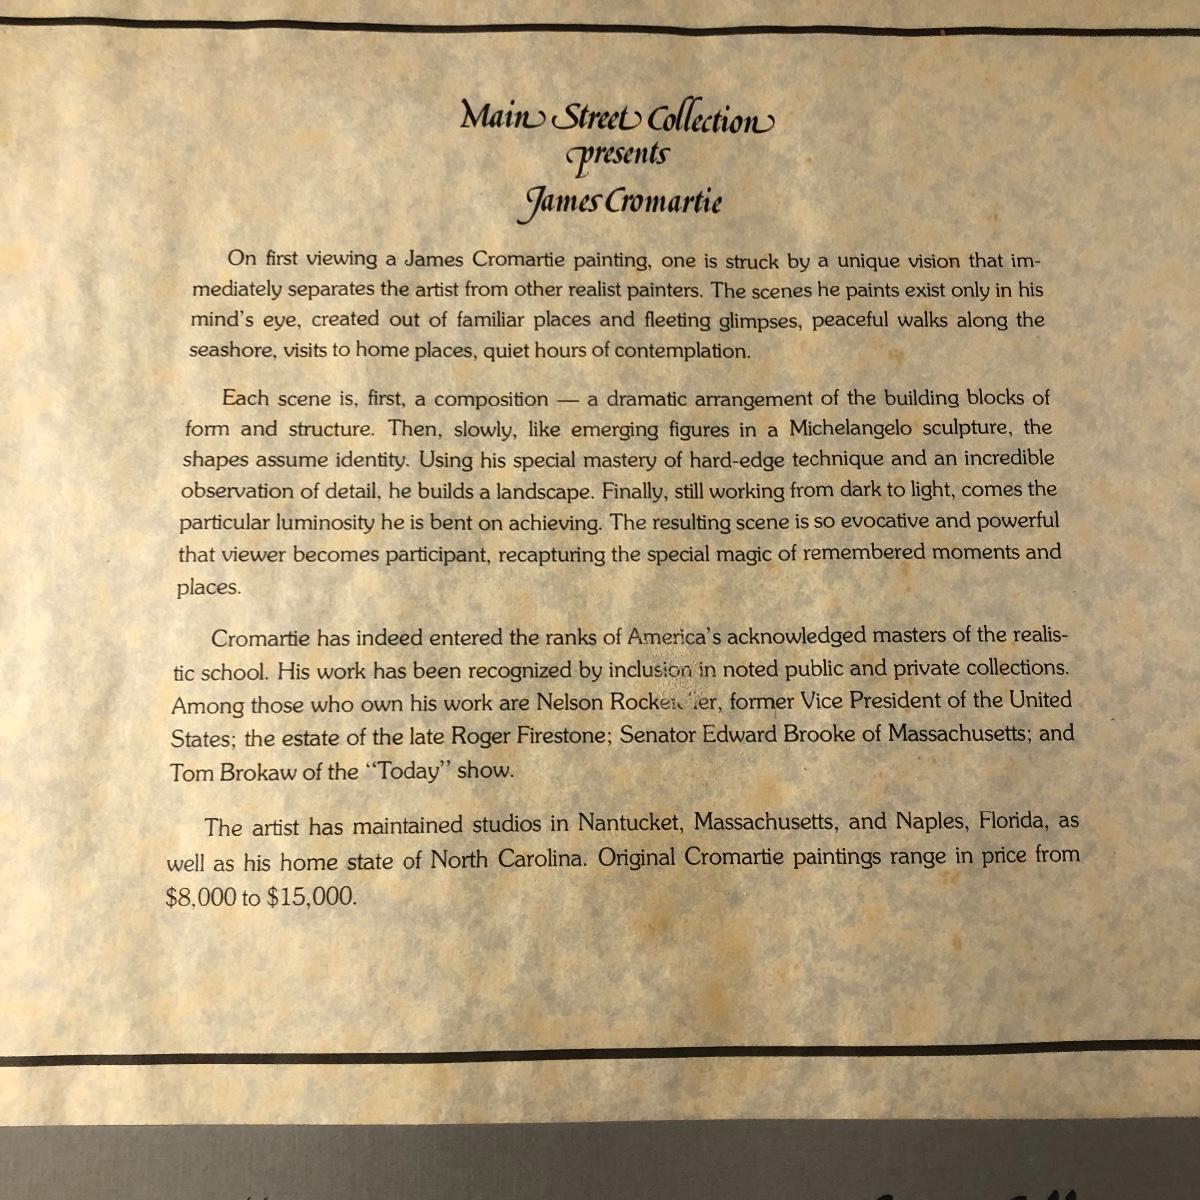 Main Street Collection
presents
James Cromartie
On first viewing a James Cromartie painting, one is struck by a unique vision that im-
mediately separates the artist from other realist painters. The scenes he paints exist only in his
mind's eye, created out of familiar places and fleeting glimpses, peaceful walks along the
seashore, visits to home places, quiet hours of contemplation.
Each scene is, first, a composition — a dramatic arrangement of the building blocks of
form and structure. Then, slowly, like emerging figures in a Michelangelo sculpture, the
shapes assume identity. Using his special mastery of hard-edge technique and an incredible
observation of detail, he builds a landscape. Finally, still working from dark to light, comes the
particular luminosity he is bent on achieving. The resulting scene is so evocative and powerful
that viewer becomes participant, recapturing the special magic of remembered moments and
places.
Cromartie has indeed entered the ranks of America's acknowledged masters of the realis-
tic school. His work has been recognized by inclusion in noted public and private collections.
Among those who own his work are Nelson Rockefeller, former Vice President of the United
States; the estate of the late Roger Firestone; Senator Edward Brooke of Massachusetts; and
Tom Brokaw of the “Today” show.
The artist has maintained studios in Nantucket, Massachusetts, and Naples, Florida, as
well as his home state of North Carolina. Original Cromartie paintings range in price from
$8,000 to $15,000.